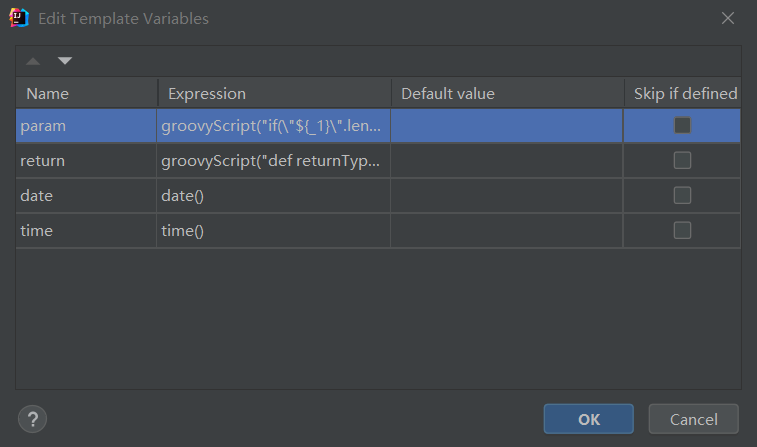 Edit Template Variables
Name Expression Default value Skip if defined
param groovyScript("if(\"${_1}\".len...
return groovyScript("def returnTyp...
date date()
time time()
? OK Cancel